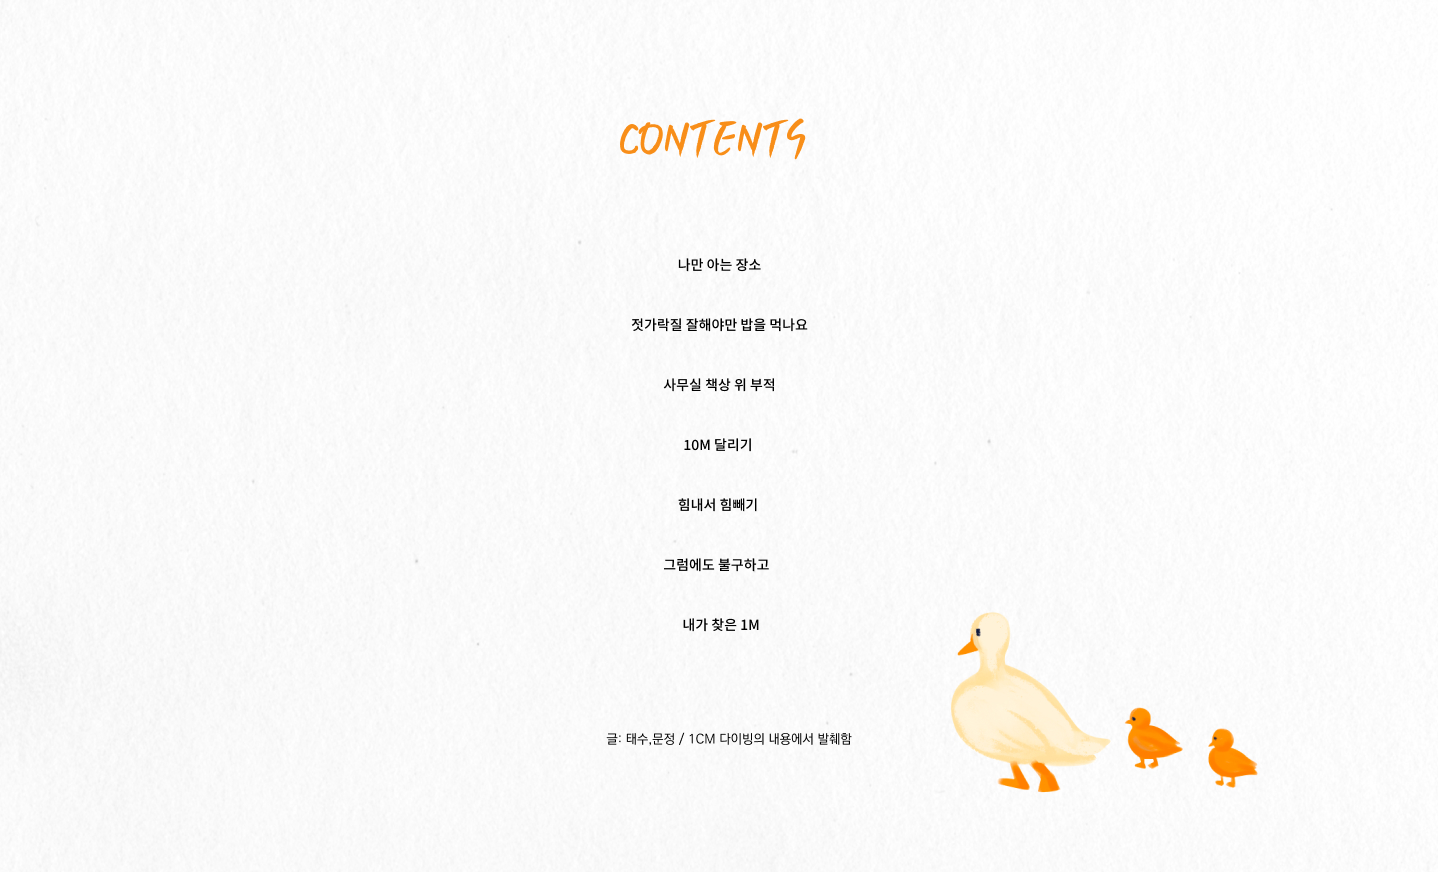 CONTENTS
나만 아는 장소
젓가락질 잘해야만 밥을 먹나요
사무실 책상 위 부적
10M 달리기
힘내서 힘빼기
그럼에도 불구하고
내가 찾은 1M
글: 태수,문정 / 1CM 다이빙의 내용에서 발췌함